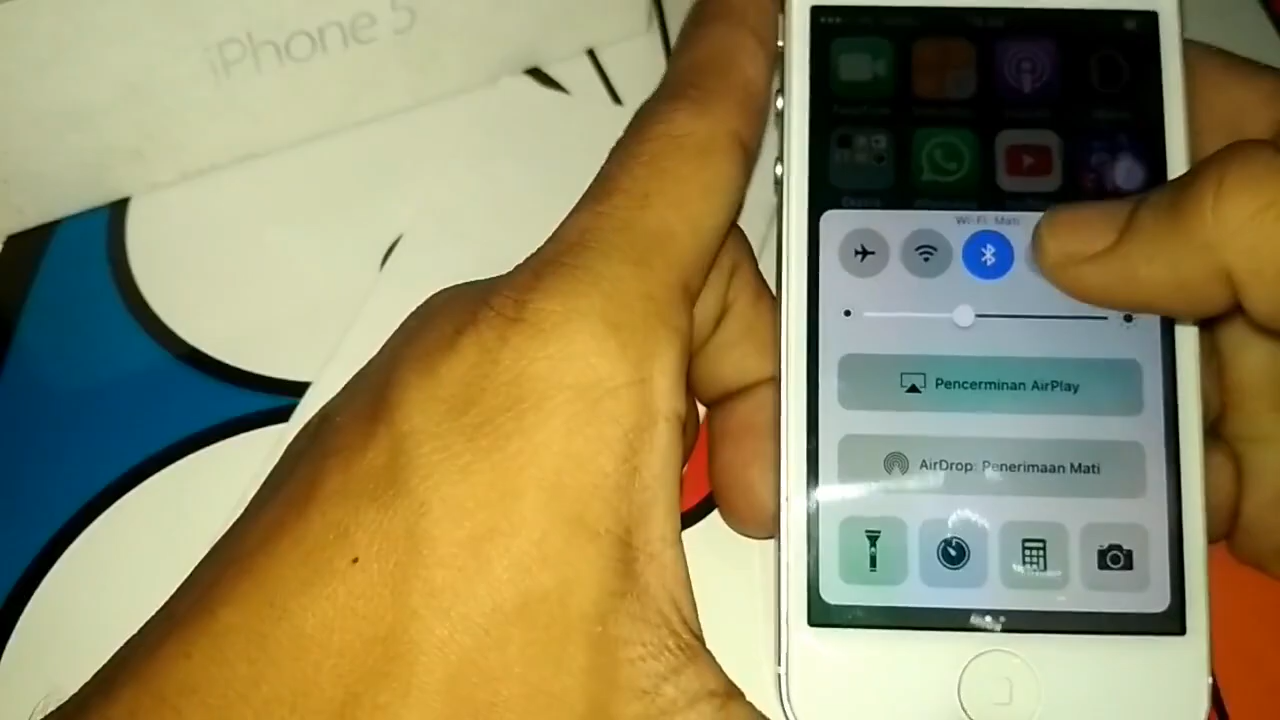 iPhone 5
Wi-Fi: Mati
Pencerminan AirPlay
AirDrop: Penerimaan Mati